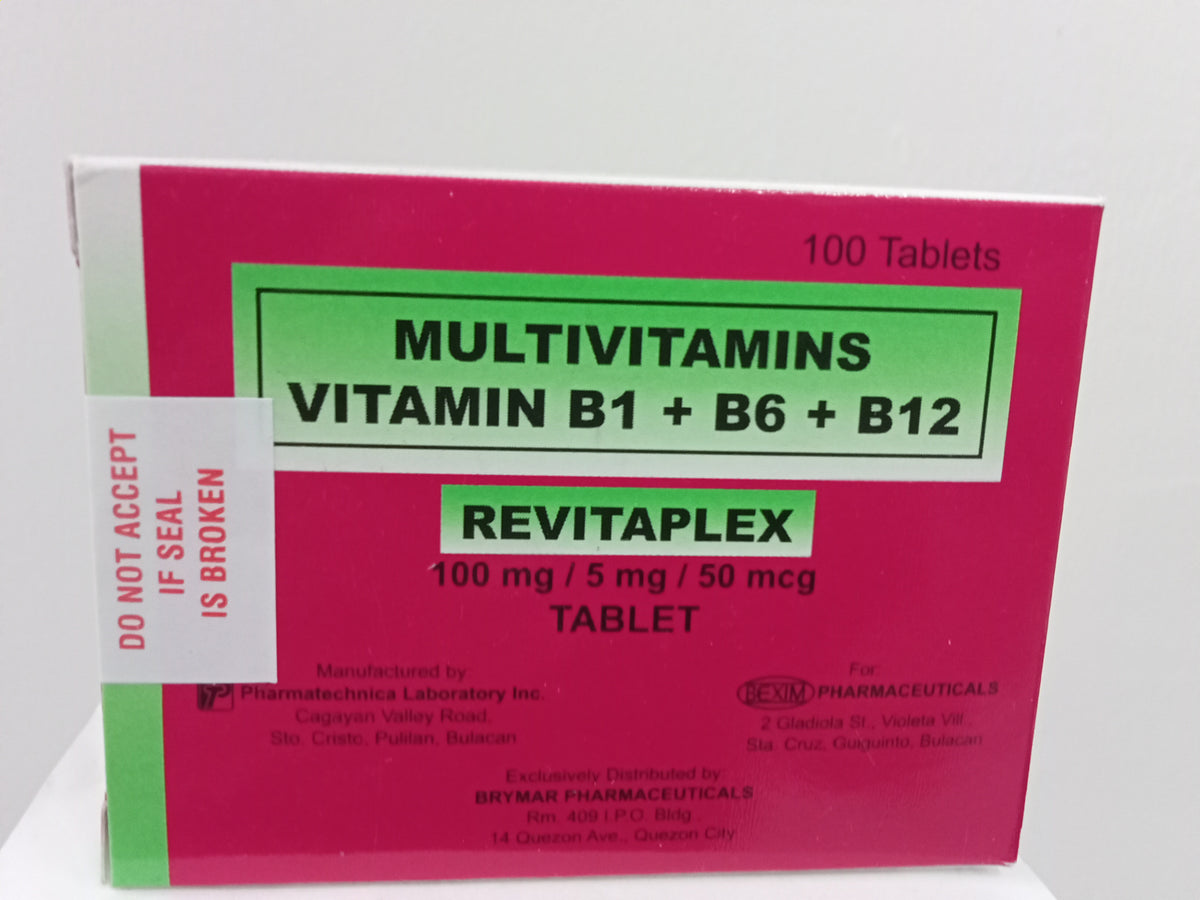 100 Tablets
MULTIVITAMINS
VITAMIN B1 + B6 + B12
REVITAPLEX
100 mg / 5 mg / 50 mcg
TABLET
DO NOT ACCEPT
IF SEAL
IS BROKEN
Manufactured by:
Pharmatechnica Laboratory Inc.
Cagayan Valley Road,
Sto. Cristo, Pulilan, Bulacan
For:
BEXIM PHARMACEUTICALS
2 Gladiola St., Violeta Vill.,
Sta. Cruz, Guiguinto, Bulacan
Exclusively Distributed by:
BRYMAR PHARMACEUTICALS
Rm. 409 I.P.O. Bldg.,
14 Quezon Ave., Quezon City